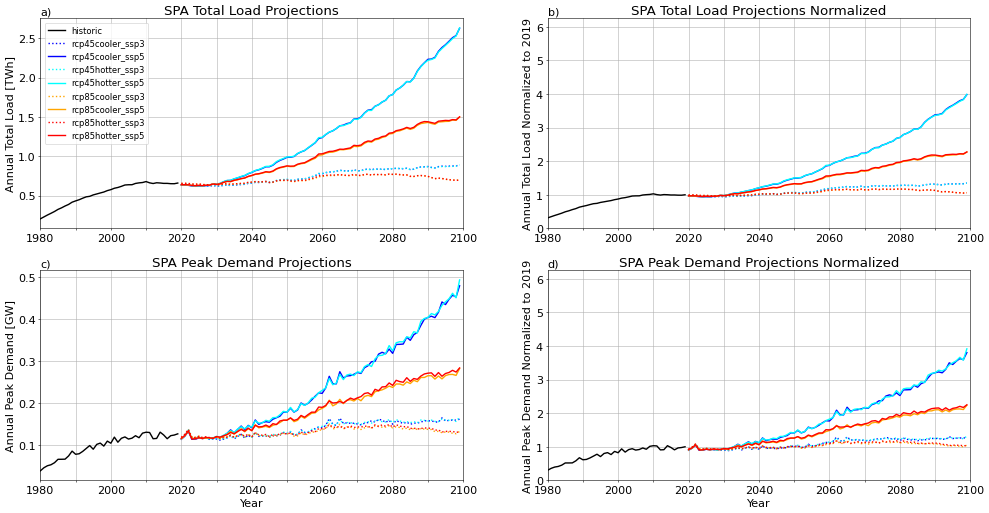 a)
SPA Total Load Projections
Annual Total Load [TWh]
2.5
2.0
1.5
1.0
0.5
historic
rcp45cooler_ssp3
rcp45cooler_ssp5
rcp45hotter_ssp3
rcp45hotter_ssp5
rcp85cooler_ssp3
rcp85cooler_ssp5
rcp85hotter_ssp3
rcp85hotter_ssp5
1980 2000 2020 2040 2060 2080 2100
b)
SPA Total Load Projections Normalized
Annual Total Load Normalized to 2019
6
5
4
3
2
1
0
1980 2000 2020 2040 2060 2080 2100
c)
SPA Peak Demand Projections
Annual Peak Demand [GW]
0.5
0.4
0.3
0.2
0.1
1980 2000 2020 2040 2060 2080 2100
Year
d)
SPA Peak Demand Projections Normalized
Annual Peak Demand Normalized to 2019
6
5
4
3
2
1
0
1980 2000 2020 2040 2060 2080 2100
Year